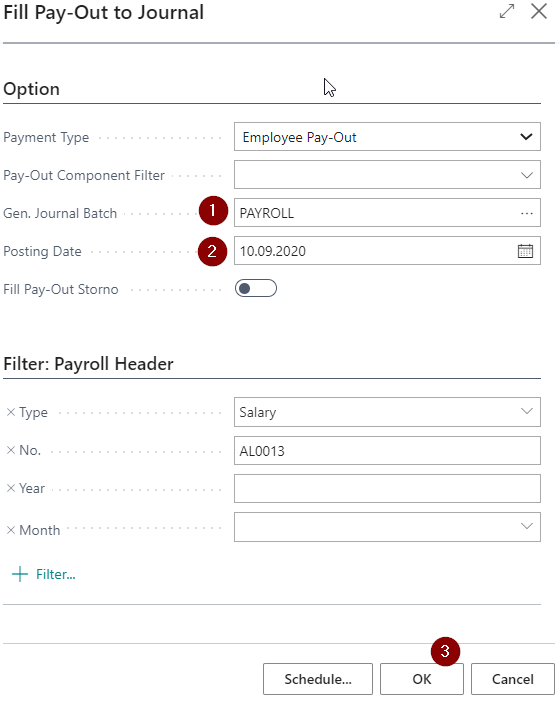 Fill Pay-Out to Journal
Option
Payment Type Employee Pay-Out
Pay-Out Component Filter
Gen. Journal Batch 1 PAYROLL ...
Posting Date 2 10.09.2020
Fill Pay-Out Storno
Filter: Payroll Header
× Type Salary
× No. AL0013
× Year
× Month
+ Filter...
3
Schedule... OK Cancel